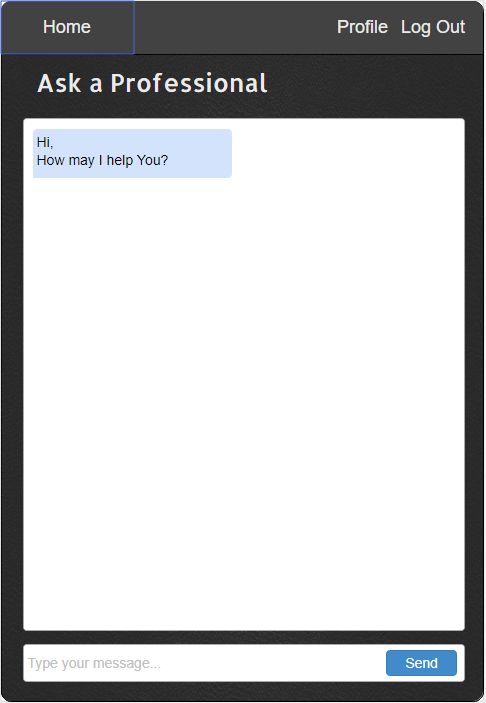 Home Profile Log Out
Ask a Professional
Hi,
How may I help You?
Type your message... Send